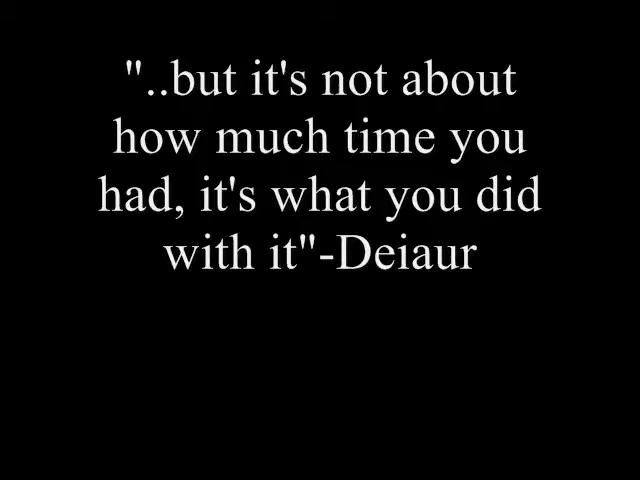 "..but it's not about
how much time you
had, it's what you did
with it"-Deiaur